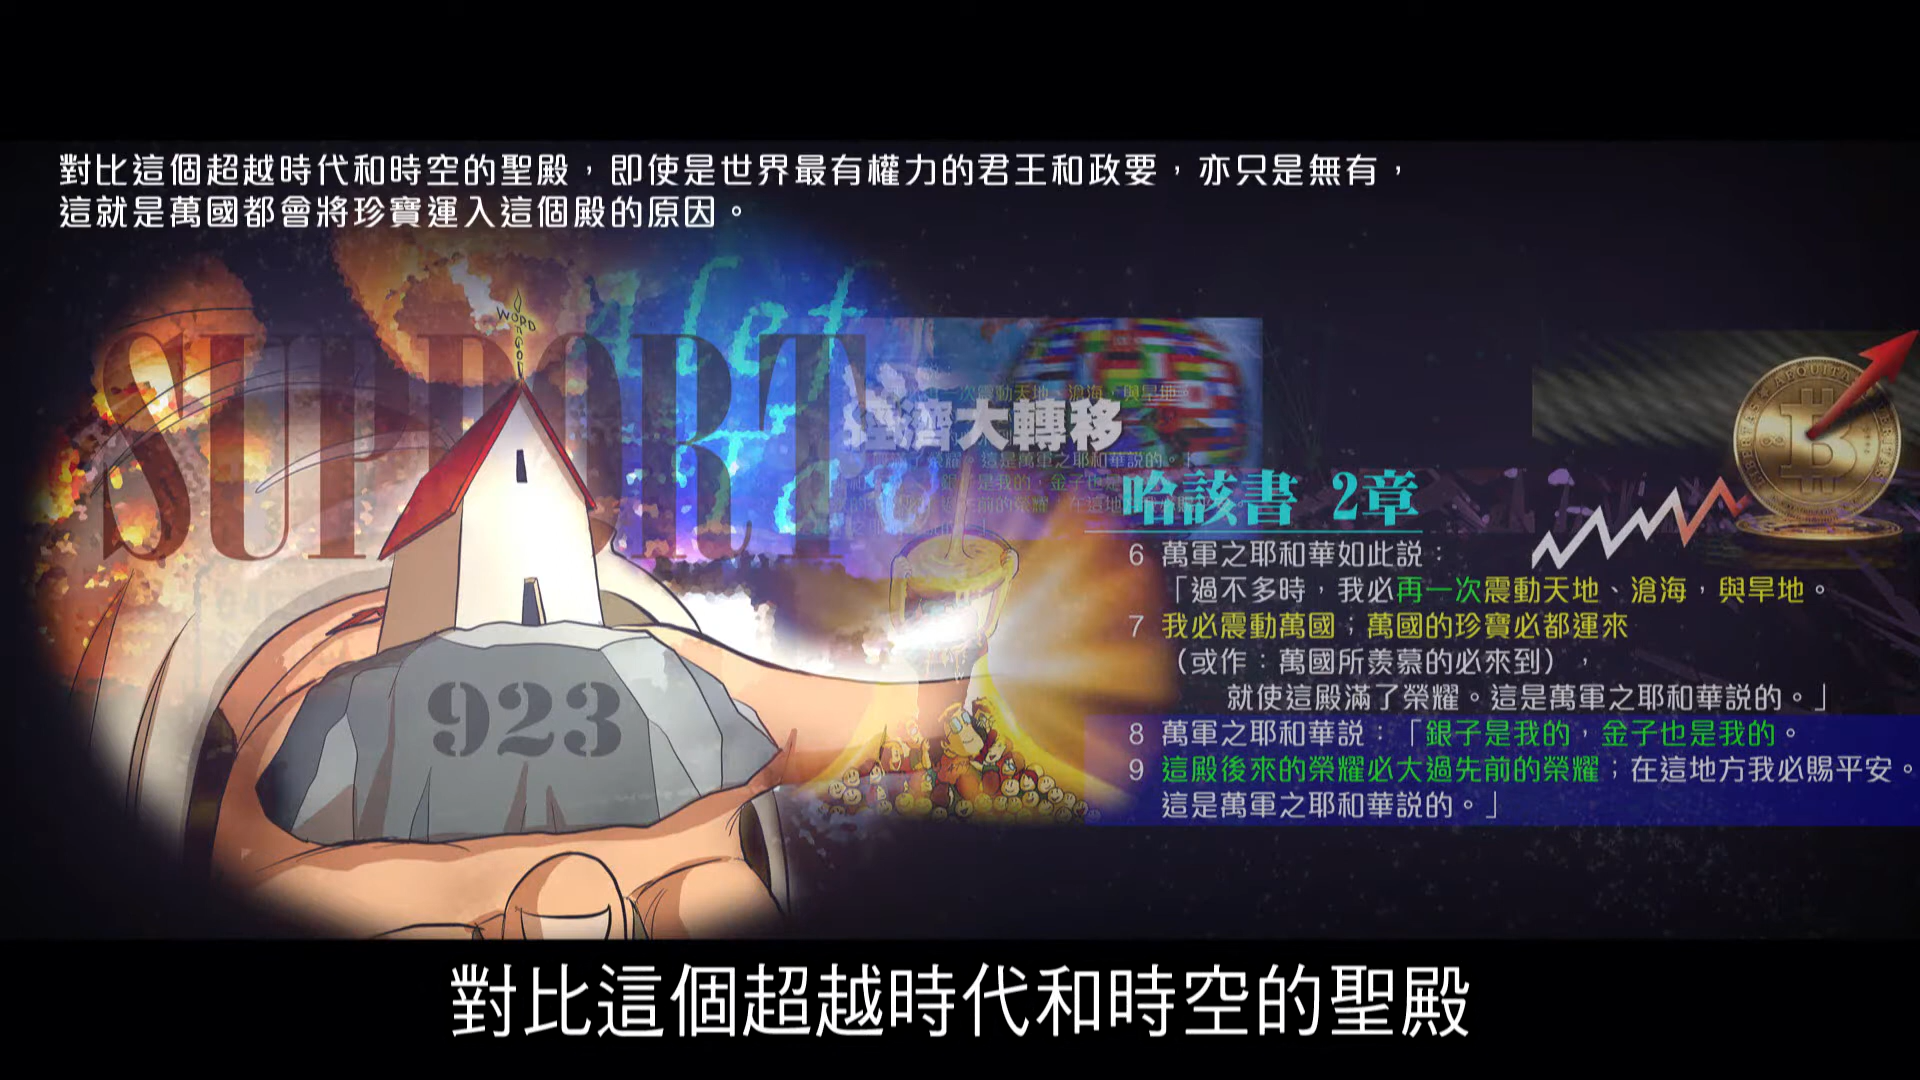 對比這個超越時代和時空的聖殿，即使是世界最有權力的君王和政要，亦只是無有，
這就是萬國都會將珍寶運入這個殿的原因。
WORD
OF
GOD
SUPPORT
Net
Tao
經濟大轉移
哈該書 2章
6 萬軍之耶和華如此説：
「過不多時，我必再一次震動天地、滄海，與旱地。
7 我必震動萬國；萬國的珍寶必都運來
（或作：萬國所羨慕的必來到），
就使這殿滿了榮耀。這是萬軍之耶和華説的。」
8 萬軍之耶和華説：「銀子是我的，金子也是我的。
9 這殿後來的榮耀必大過先前的榮耀；在這地方我必賜平安。
這是萬軍之耶和華説的。」
923
對比這個超越時代和時空的聖殿